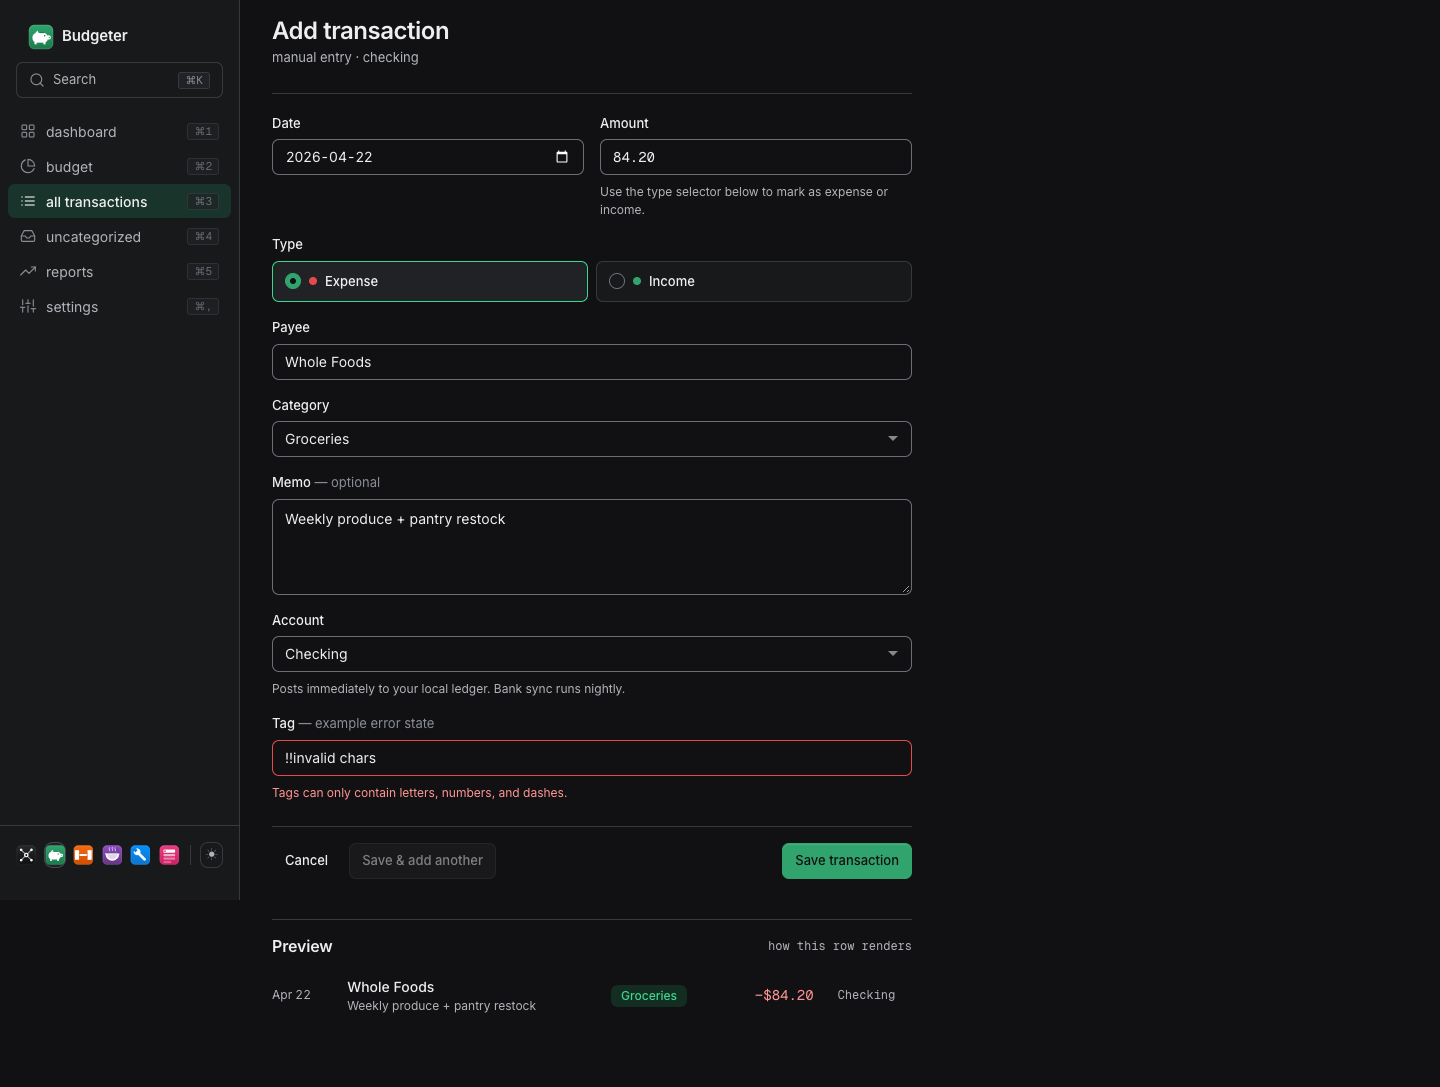 Budgeter
Search ⌘K
dashboard ⌘1
budget ⌘2
all transactions ⌘3
uncategorized ⌘4
reports ⌘5
settings ⌘,
Add transaction
manual entry · checking
Date
2026-04-22
Amount
84.20
Use the type selector below to mark as expense or
income.
Type
Expense
Income
Payee
Whole Foods
Category
Groceries
Memo — optional
Weekly produce + pantry restock
Account
Checking
Posts immediately to your local ledger. Bank sync runs nightly.
Tag — example error state
!!invalid chars
Tags can only contain letters, numbers, and dashes.
Cancel
Save & add another
Save transaction
Preview
how this row renders
Apr 22
Whole Foods
Weekly produce + pantry restock
Groceries
−$84.20
Checking